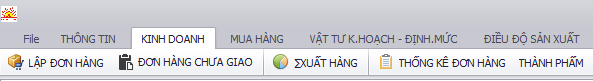 File THÔNG TIN KINH DOANH MUA HÀNG VẬT TƯ K.HOẠCH - ĐỊNH.MỨC ĐIỀU ĐỘ SẢN XUẤT
LẬP ĐƠN HÀNG ĐƠN HÀNG CHƯA GIAO ∑XUẤT HÀNG THỐNG KÊ ĐƠN HÀNG THÀNH PHẨM